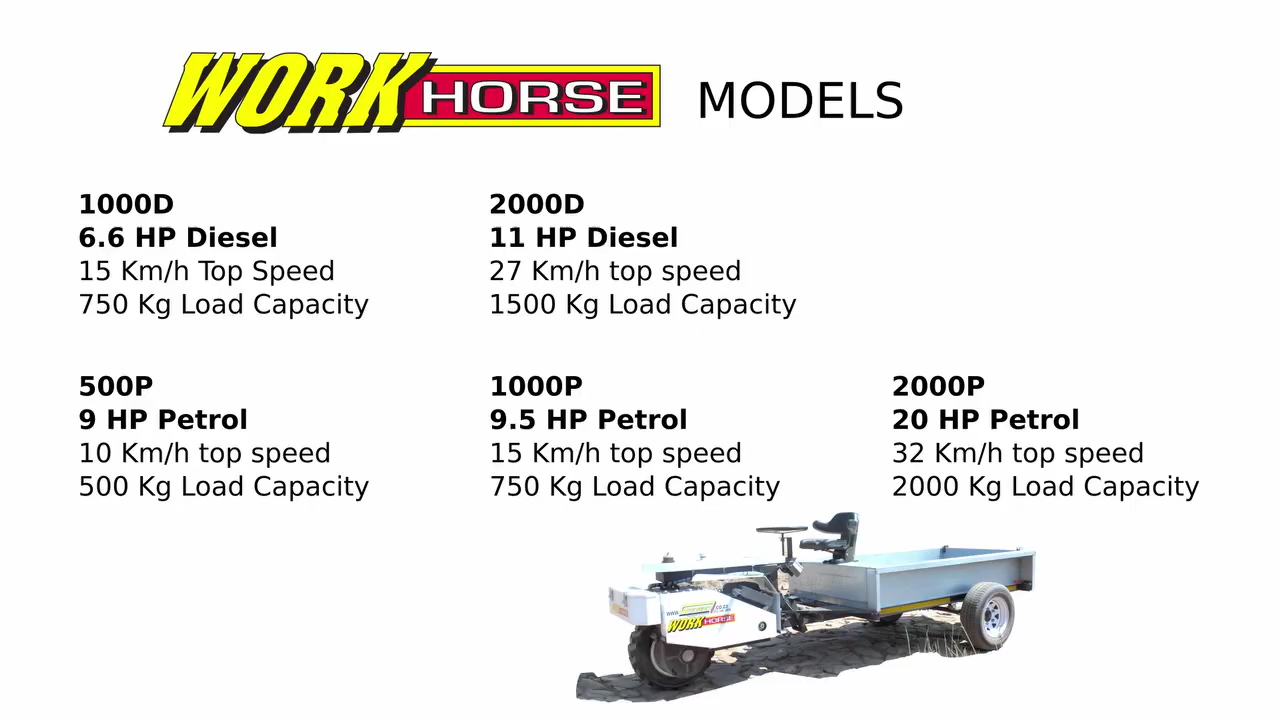 WORK HORSE MODELS
1000D
6.6 HP Diesel
15 Km/h Top Speed
750 Kg Load Capacity
2000D
11 HP Diesel
27 Km/h top speed
1500 Kg Load Capacity
500P
9 HP Petrol
10 Km/h top speed
500 Kg Load Capacity
1000P
9.5 HP Petrol
15 Km/h top speed
750 Kg Load Capacity
2000P
20 HP Petrol
32 Km/h top speed
2000 Kg Load Capacity
WORK HORSE